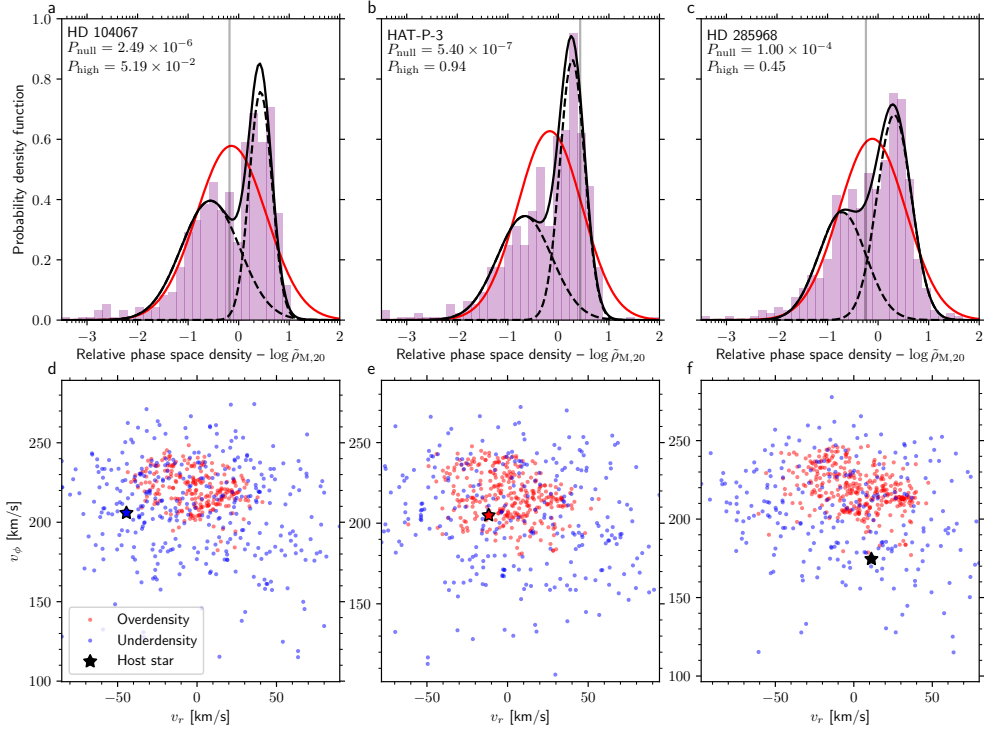 a
HD 104067
P_null = 2.49 × 10^−6
P_high = 5.19 × 10^−2
b
HAT-P-3
P_null = 5.40 × 10^−7
P_high = 0.94
c
HD 285968
P_null = 1.00 × 10^−4
P_high = 0.45
Probability density function
1.0
0.8
0.6
0.4
0.2
0.0
−3 −2 −1 0 1 2
−3 −2 −1 0 1 2
−3 −2 −1 0 1 2
Relative phase space density – log ρ̃_M,20
Relative phase space density – log ρ̃_M,20
Relative phase space density – log ρ̃_M,20
d
e
f
v_ϕ [km/s]
250
200
150
100
250
200
150
250
200
150
100
Overdensity
Underdensity
Host star
−50 0 50
−50 0 50
−50 0 50
v_r [km/s]
v_r [km/s]
v_r [km/s]